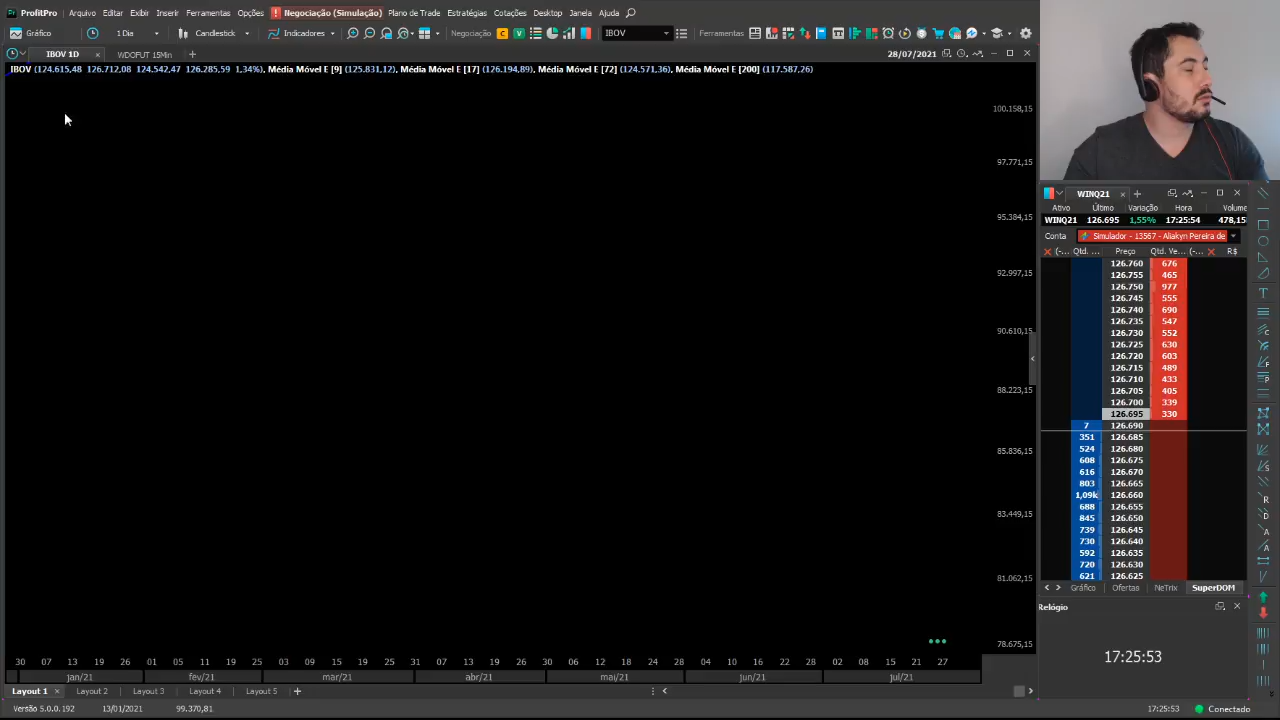 ProfitPro Arquivo Editar Exibir Inserir Ferramentas Opções Negociação (Simulação) Plano de Trade Estratégias Cotações Desktop Janela Ajuda
Gráfico 1 Dia Candlestick Indicadores Negociação C V IBOV Ferramentas
IBOV 1D WDOFUT 15Min 28/07/2021
IBOV (124.615,48 126.712,08 124.542,47 126.285,59 1,34%), Média Móvel E [9] (125.831,12), Média Móvel E [17] (126.194,89), Média Móvel E [72] (124.571,36), Média Móvel E [200] (117.587,26)
100.158,15
97.771,15
95.384,15
92.997,15
90.610,15
88.223,15
85.836,15
83.449,15
81.062,15
78.675,15
30 07 13 19 26 01 05 11 19 25 03 09 15 19 25 31 07 13 19 26 30 06 12 18 24 28 04 10 16 22 28 02 08 15 21 27
jan/21 fev/21 mar/21 abr/21 mai/21 jun/21 jul/21
Layout 1 Layout 2 Layout 3 Layout 4 Layout 5
Versão 5.0.0.192 13/01/2021 99.370,81 17:25:53 Conectado
WINQ21
Ativo Último Variação Hora Volume
WINQ21 126.695 1,55% 17:25:54 478,15
Conta Simulador - 13567 - Aliakyn Pereira de
(-... Qtd. ... Preço Qtd. Ve... (-... R$
126.760 676
126.755 465
126.750 977
126.745 555
126.740 690
126.735 547
126.730 552
126.725 630
126.720 603
126.715 489
126.710 433
126.705 405
126.700 339
126.695 330
7 126.690
351 126.685
524 126.680
608 126.675
616 126.670
803 126.665
1,09k 126.660
688 126.655
845 126.650
739 126.645
730 126.640
592 126.635
720 126.630
621 126.625
Gráfico Ofertas NeTrix SuperDOM
Relógio
17:25:53